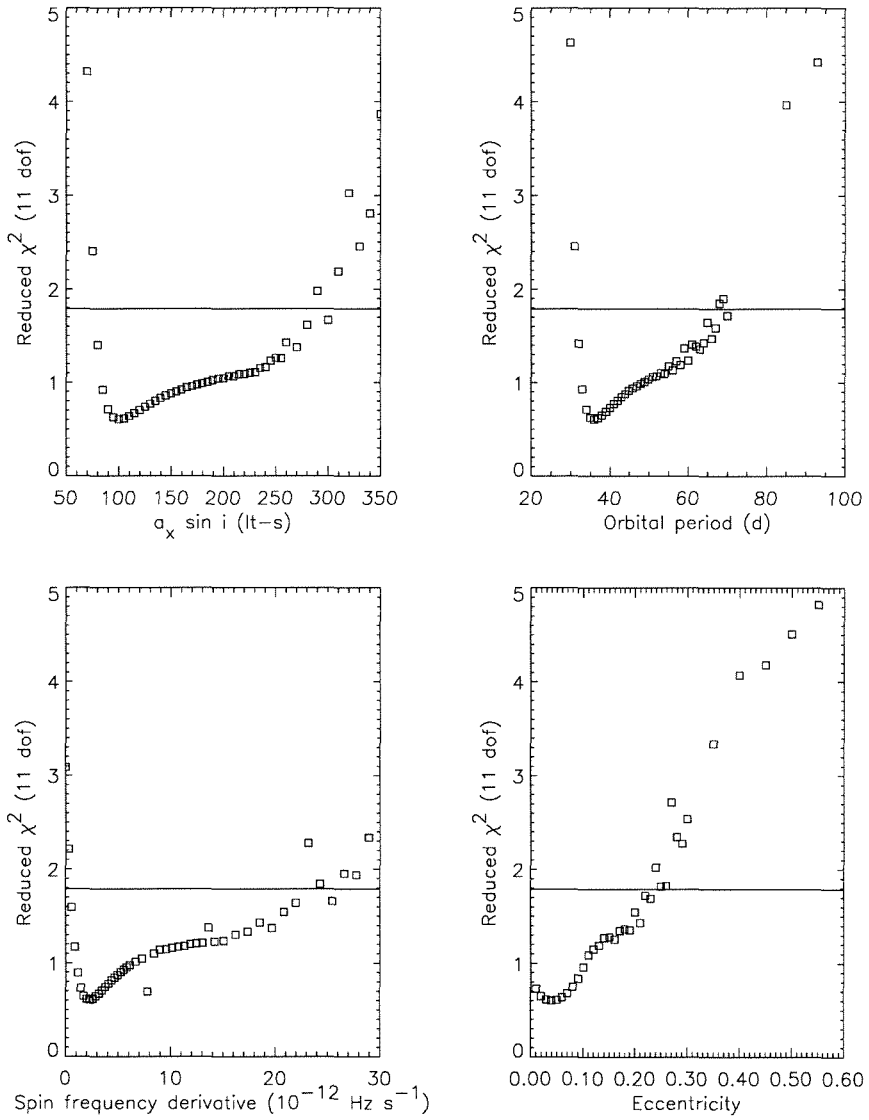 5
4
3
2
1
0
Reduced χ² (11 dof)
50 100 150 200 250 300 350
a_x sin i (lt-s)
5
4
3
2
1
0
Reduced χ² (11 dof)
20 40 60 80 100
Orbital period (d)
5
4
3
2
1
0
Reduced χ² (11 dof)
0 10 20 30
Spin frequency derivative (10⁻¹² Hz s⁻¹)
5
4
3
2
1
0
Reduced χ² (11 dof)
0.00 0.10 0.20 0.30 0.40 0.50 0.60
Eccentricity